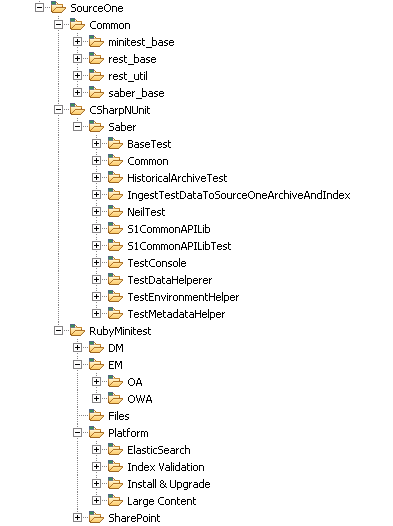 SourceOne
Common
minitest_base
rest_base
rest_util
saber_base
CSharpNUnit
Saber
BaseTest
Common
HistoricalArchiveTest
IngestTestDataToSourceOneArchiveAndIndex
NeilTest
S1CommonAPILib
S1CommonAPILibTest
TestConsole
TestDataHelperer
TestEnvironmentHelper
TestMetadataHelper
RubyMinitest
DM
EM
OA
OWA
Files
Platform
ElasticSearch
Index Validation
Install & Upgrade
Large Content
SharePoint